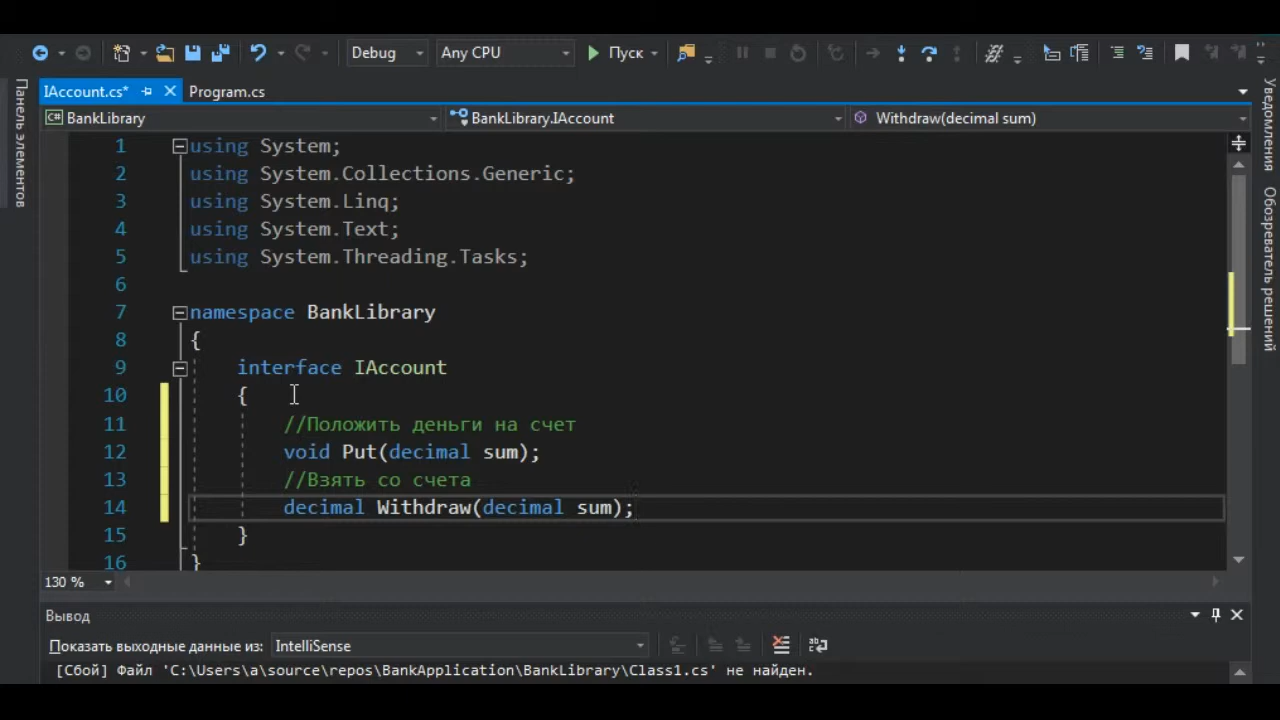 Debug
Any CPU
Пуск
IAccount.cs*
Program.cs
Панель элементов
Уведомления
Обозреватель решений
BankLibrary
BankLibrary.IAccount
Withdraw(decimal sum)
1 using System;
2 using System.Collections.Generic;
3 using System.Linq;
4 using System.Text;
5 using System.Threading.Tasks;
6
7 namespace BankLibrary
8 {
9 interface IAccount
10 {
11 //Положить деньги на счет
12 void Put(decimal sum);
13 //Взять со счета
14 decimal Withdraw(decimal sum);
15 }
16 }
130 %
Вывод
Показать выходные данные из: IntelliSense
[Сбой] Файл 'C:\Users\a\source\repos\BankApplication\BankLibrary\Class1.cs" не найден.